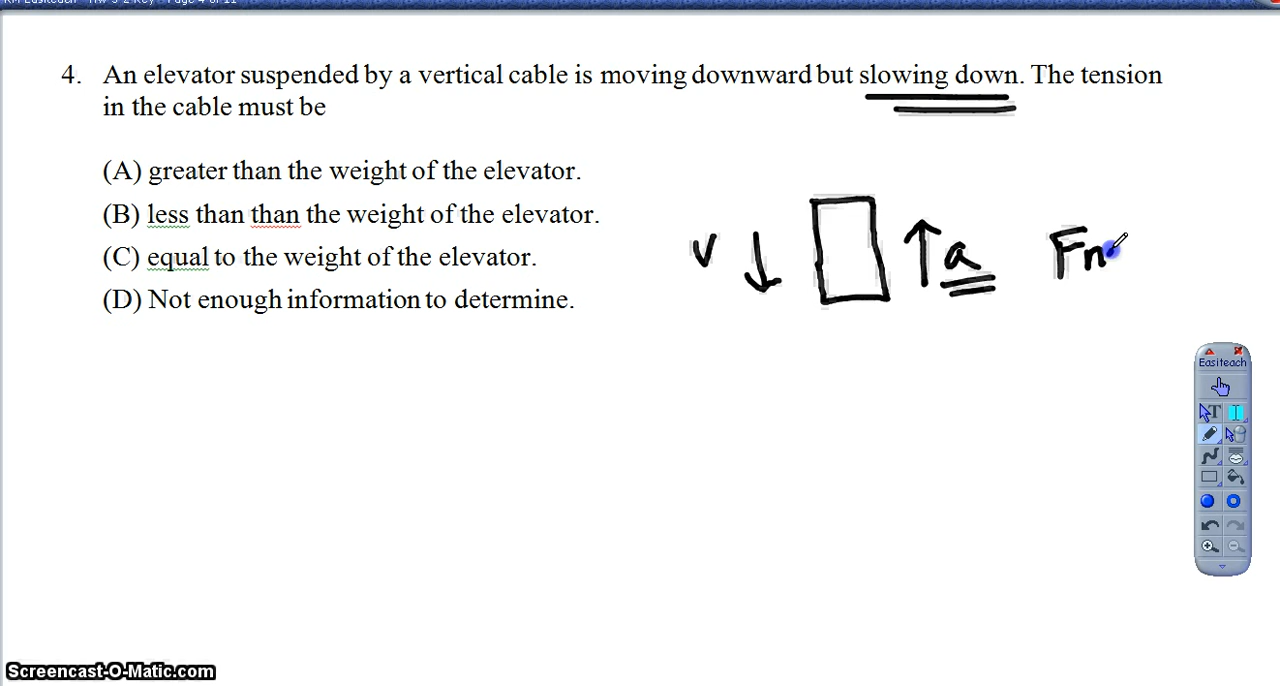 4. An elevator suspended by a vertical cable is moving downward but slowing down. The tension
in the cable must be
(A) greater than the weight of the elevator.
(B) less than than the weight of the elevator.
(C) equal to the weight of the elevator.
(D) Not enough information to determine.
v a Fn
Easiteach
T
Screencast-O-Matic.com